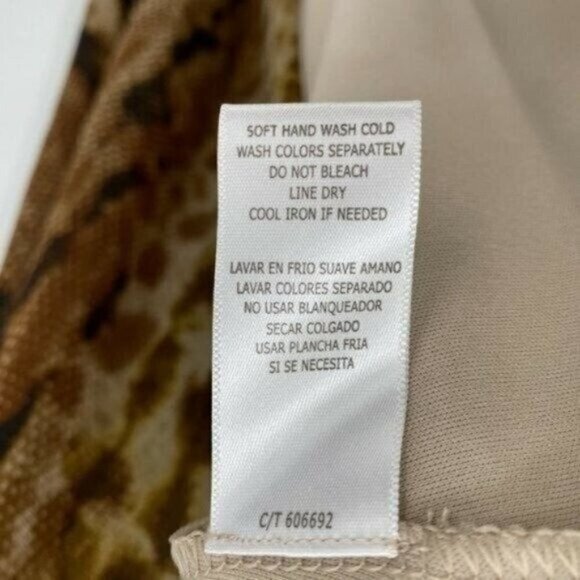 SOFT HAND WASH COLD
WASH COLORS SEPARATELY
DO NOT BLEACH
LINE DRY
COOL IRON IF NEEDED
LAVAR EN FRIO SUAVE AMANO
LAVAR COLORES SEPARADO
NO USAR BLANQUEADOR
SECAR COLGADO
USAR PLANCHA FRIA
SI SE NECESITA
C/T 606692